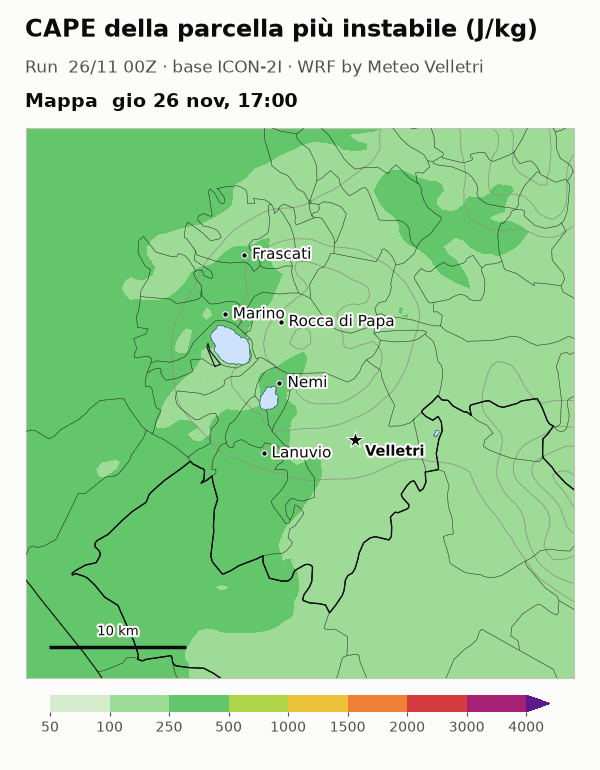 CAPE della parcella più instabile (J/kg)
Run  26/11 00Z · base ICON-2I · WRF by Meteo Velletri
Mappa  gio 26 nov, 17:00
Frascati
Marino
Rocca di Papa
Nemi
Velletri
Lanuvio
10 km
50 100 250 500 1000 1500 2000 3000 4000